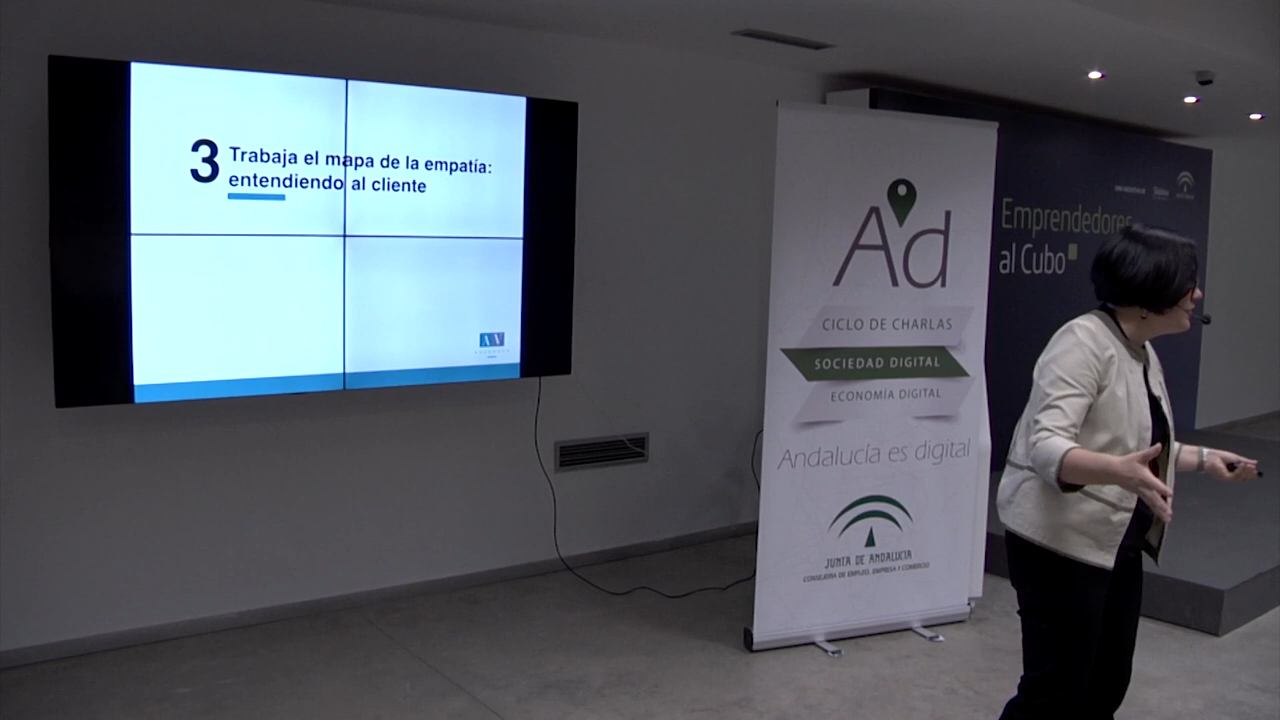 3 Trabaja el mapa de la empatía:
entendiendo al cliente
AV
Ad
CICLO DE CHARLAS
SOCIEDAD DIGITAL
ECONOMÍA DIGITAL
Andalucía es digital
JUNTA DE ANDALUCIA
CONSEJERÍA DE EMPLEO, EMPRESA Y COMERCIO
Emprendedores
al Cubo